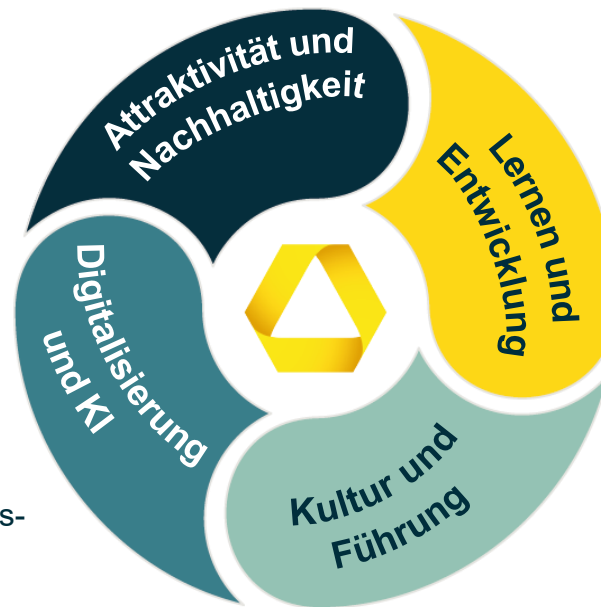 Attraktivität und
Nachhaltigkeit
Lernen und
Entwicklung
Digitalisierung
und KI
Kultur und
Führung
s-